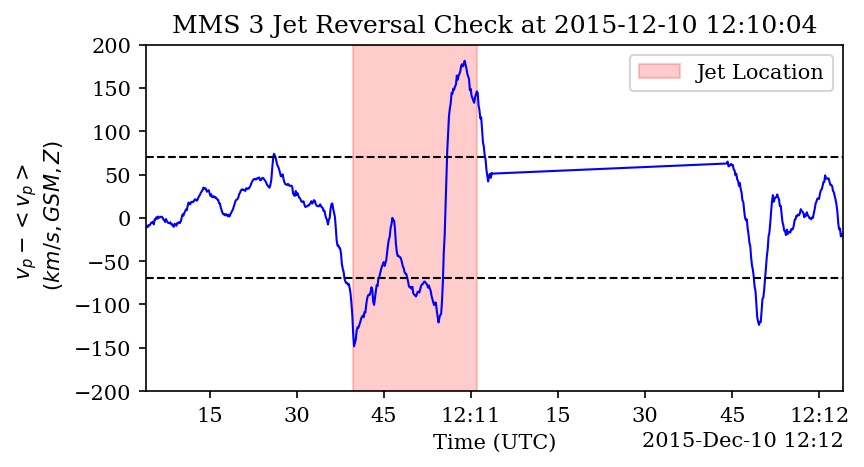 MMS 3 Jet Reversal Check at 2015-12-10 12:10:04
200
150
100
50
0
−50
−100
−150
−200
v_p − < v_p >
(km/s, GSM, Z)
Jet Location
15 30 45 12:11 15 30 45 12:12
Time (UTC)
2015-Dec-10 12:12